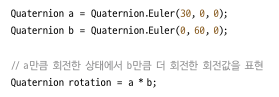 Quaternion a = Quaternion.Euler(30, 0, 0);
Quaternion b = Quaternion.Euler(0, 60, 0);
// a만큼 회전한 상태에서 b만큼 더 회전한 회전값을 표현
Quaternion rotation = a * b;